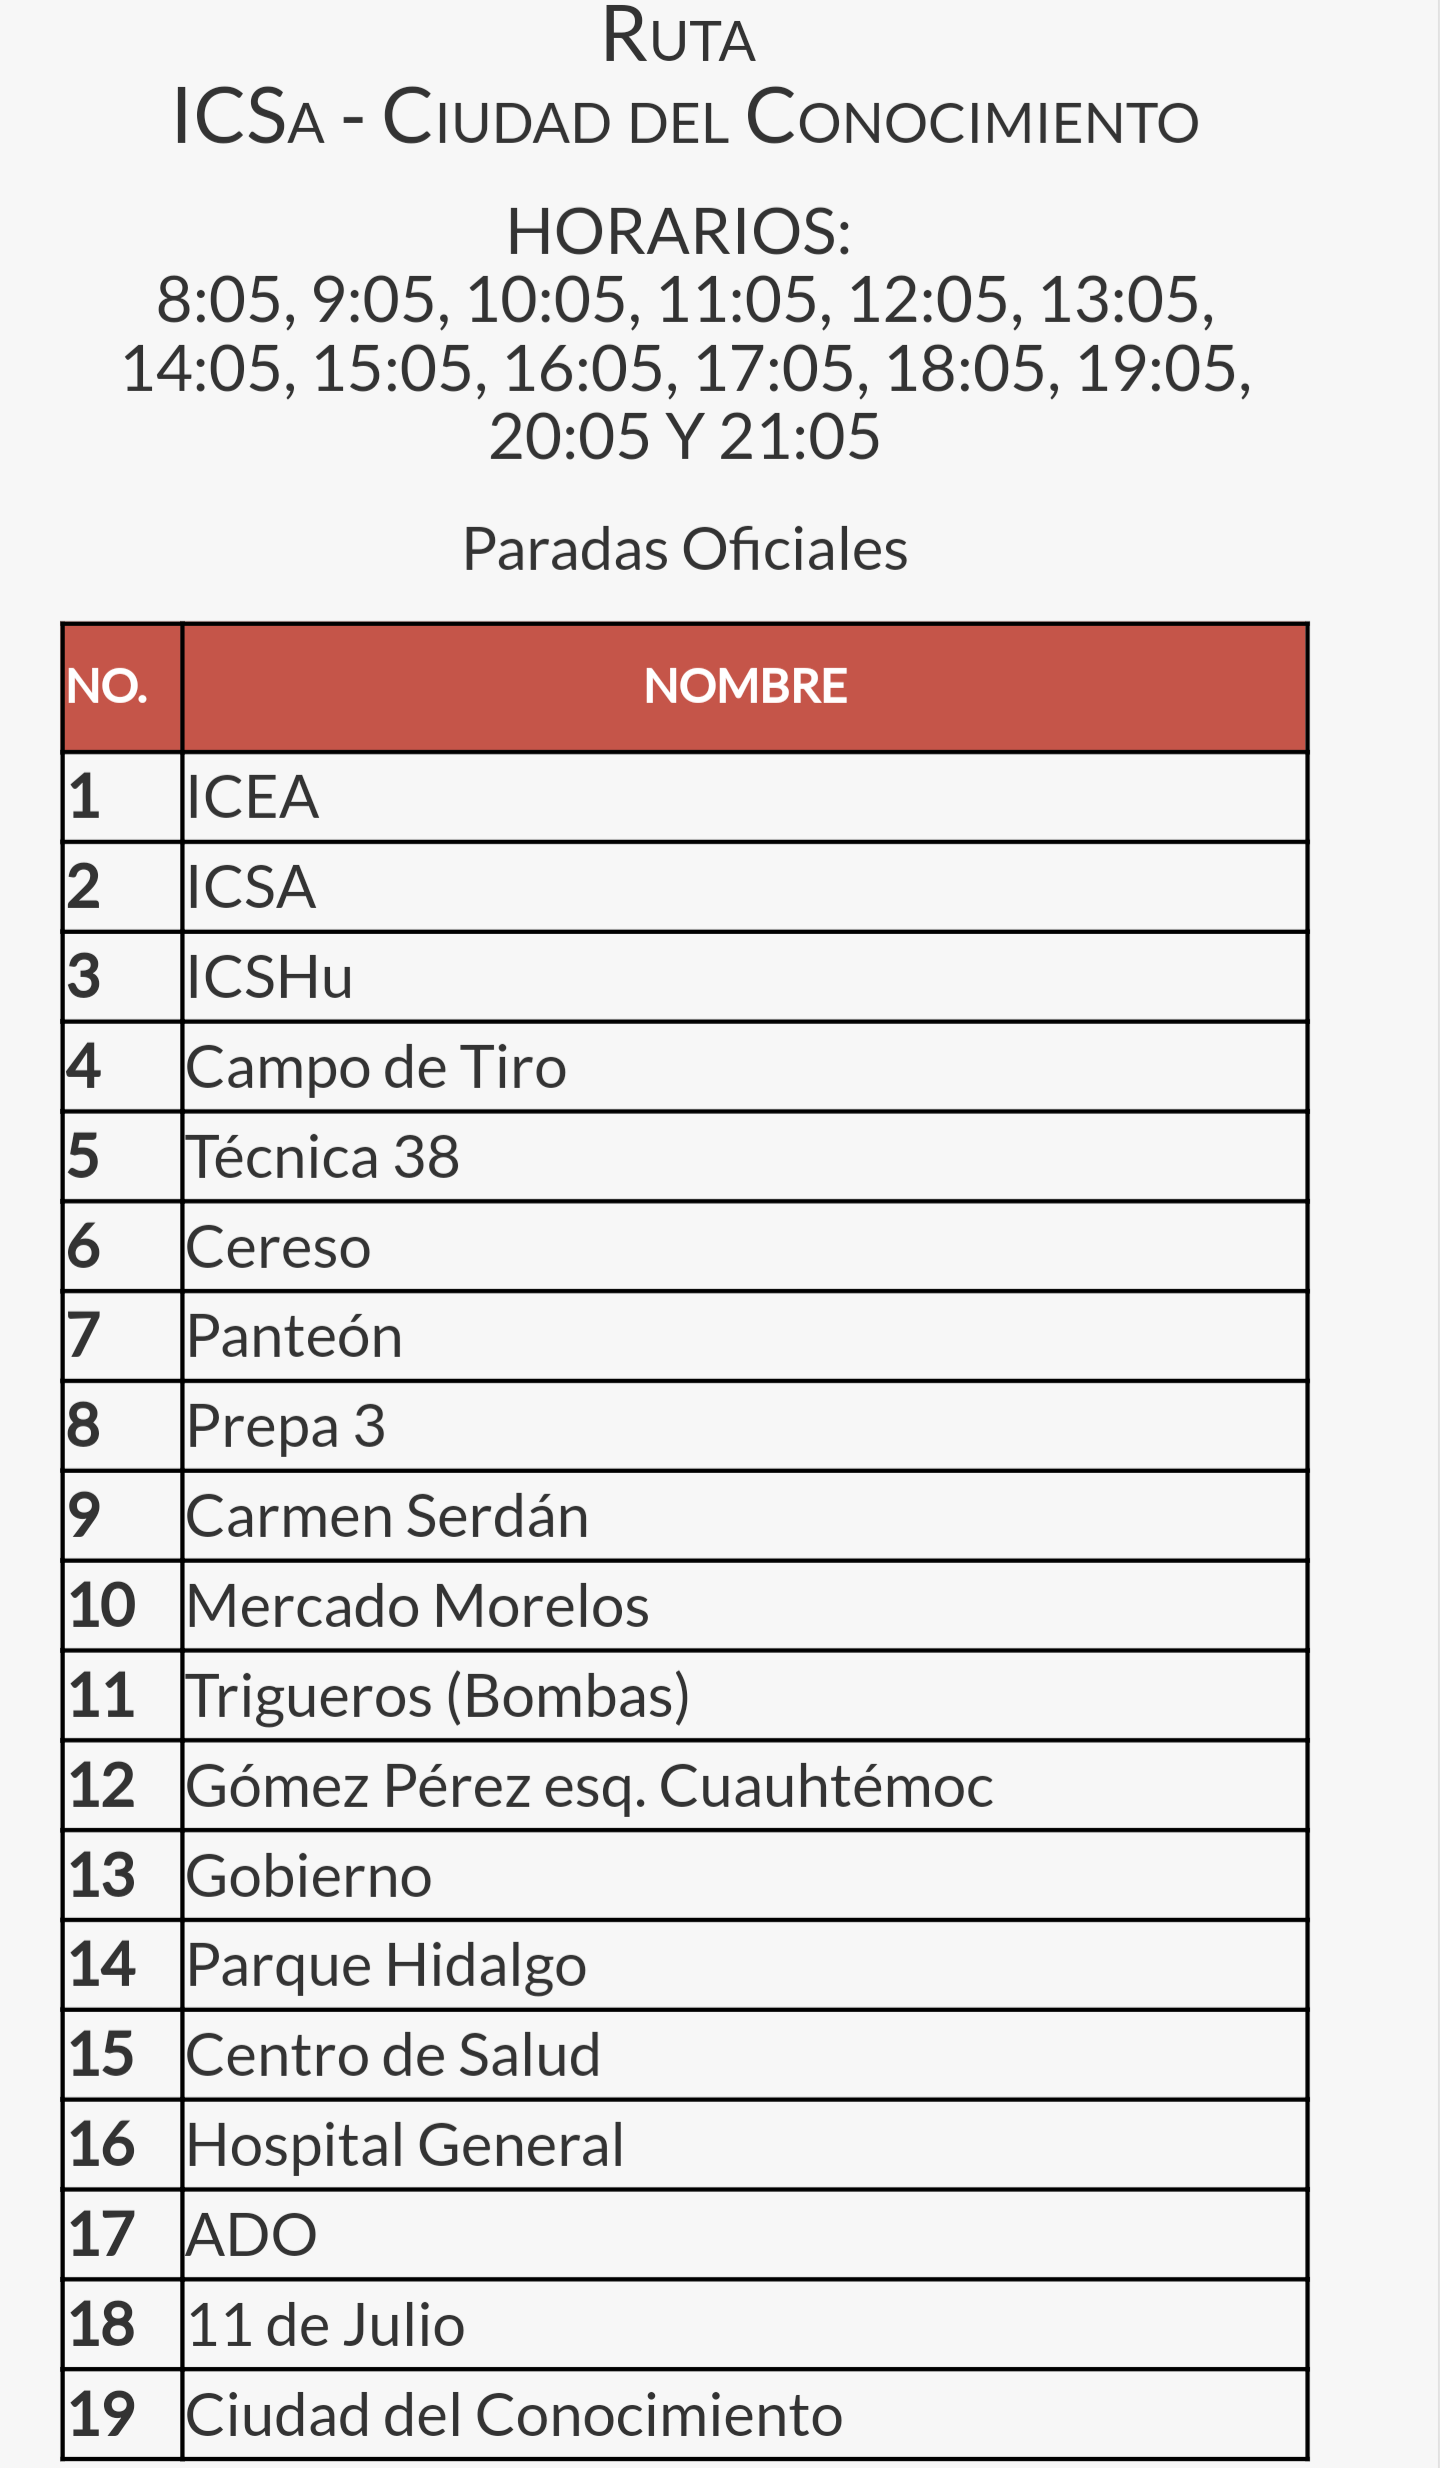 Ruta
ICSa - Ciudad del Conocimiento
HORARIOS:
8:05, 9:05, 10:05, 11:05, 12:05, 13:05,
14:05, 15:05, 16:05, 17:05, 18:05, 19:05,
20:05 Y 21:05
Paradas Oficiales
NO. NOMBRE
1 ICEA
2 ICSA
3 ICSHu
4 Campo de Tiro
5 Técnica 38
6 Cereso
7 Panteón
8 Prepa 3
9 Carmen Serdán
10 Mercado Morelos
11 Trigueros (Bombas)
12 Gómez Pérez esq. Cuauhtémoc
13 Gobierno
14 Parque Hidalgo
15 Centro de Salud
16 Hospital General
17 ADO
18 11 de Julio
19 Ciudad del Conocimiento